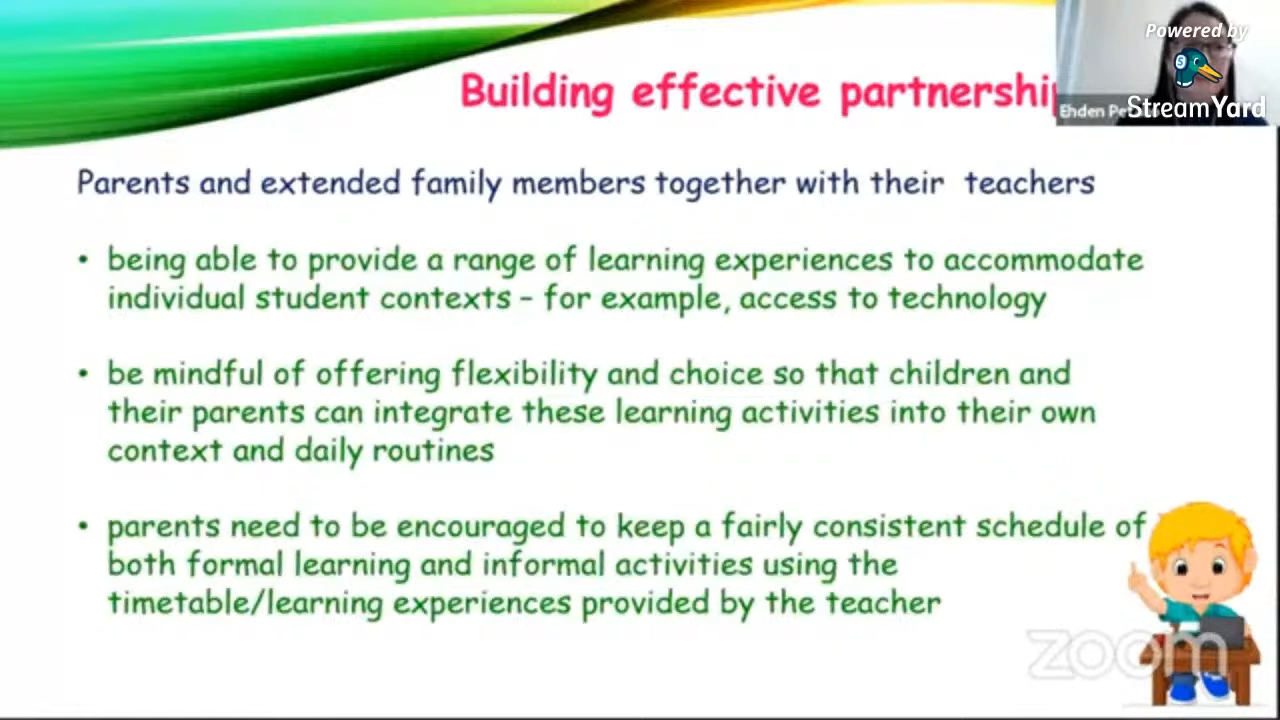 Building effective
Powered by
Ehden
StreamYard
Parents and extended family members together with their teachers
• being able to provide a range of learning experiences to accommodate
individual student contexts – for example, access to technology
• be mindful of offering flexibility and choice so that children and
their parents can integrate these learning activities into their own
context and daily routines
• parents need to be encouraged to keep a fairly consistent schedule of
both formal learning and informal activities using the
timetable/learning experiences provided by the teacher
zoom